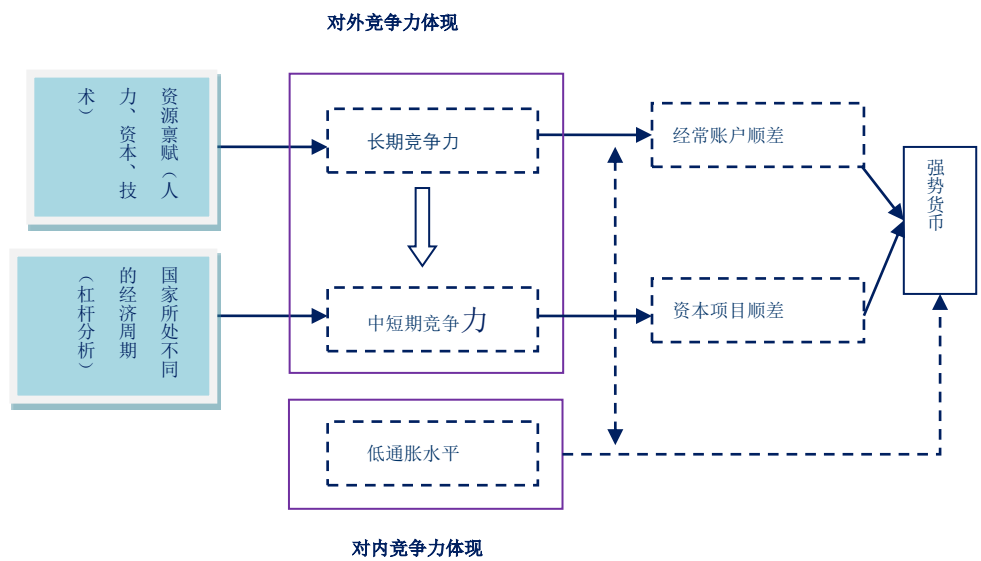 对外竞争力体现
资源禀赋（人
力、资本、技
术）
长期竞争力
经常账户顺差
强势货币
国家所处不同
的经济周期
（杠杆分析）
中短期竞争力
资本项目顺差
低通胀水平
对内竞争力体现